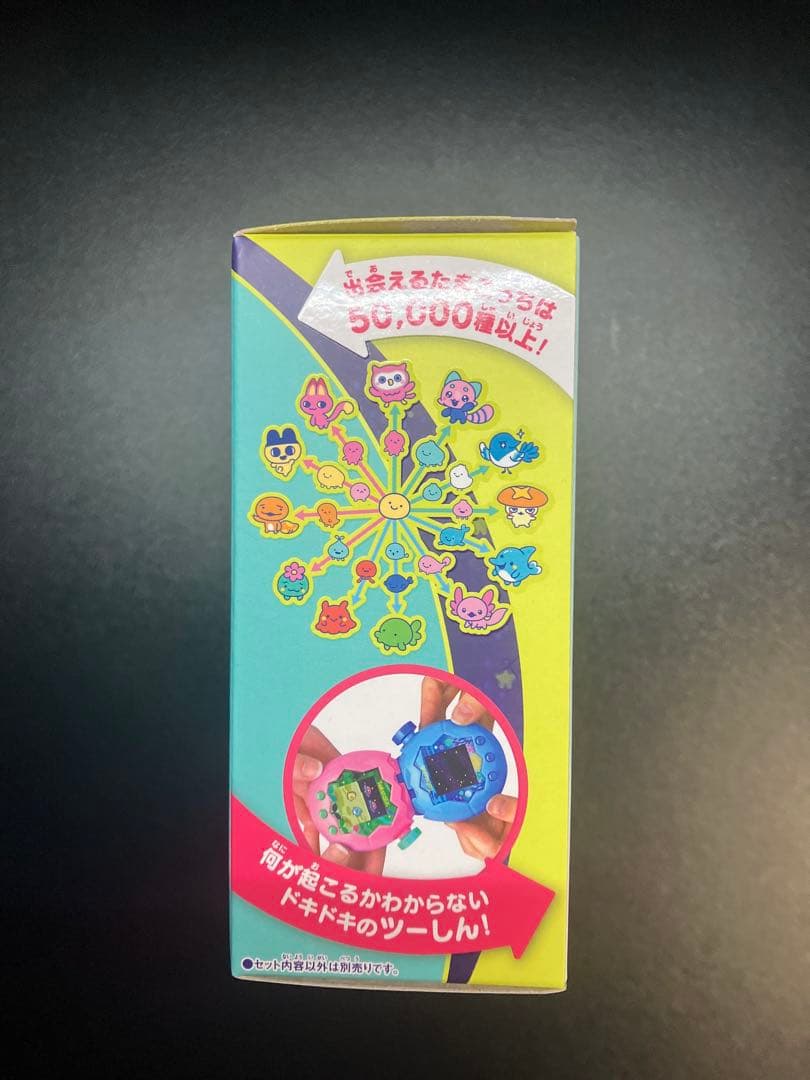 出会えるたまごっちは
50,000種以上!
何が起こるかわからない
ドキドキのツーしん!
●セット内容以外は別売りです。